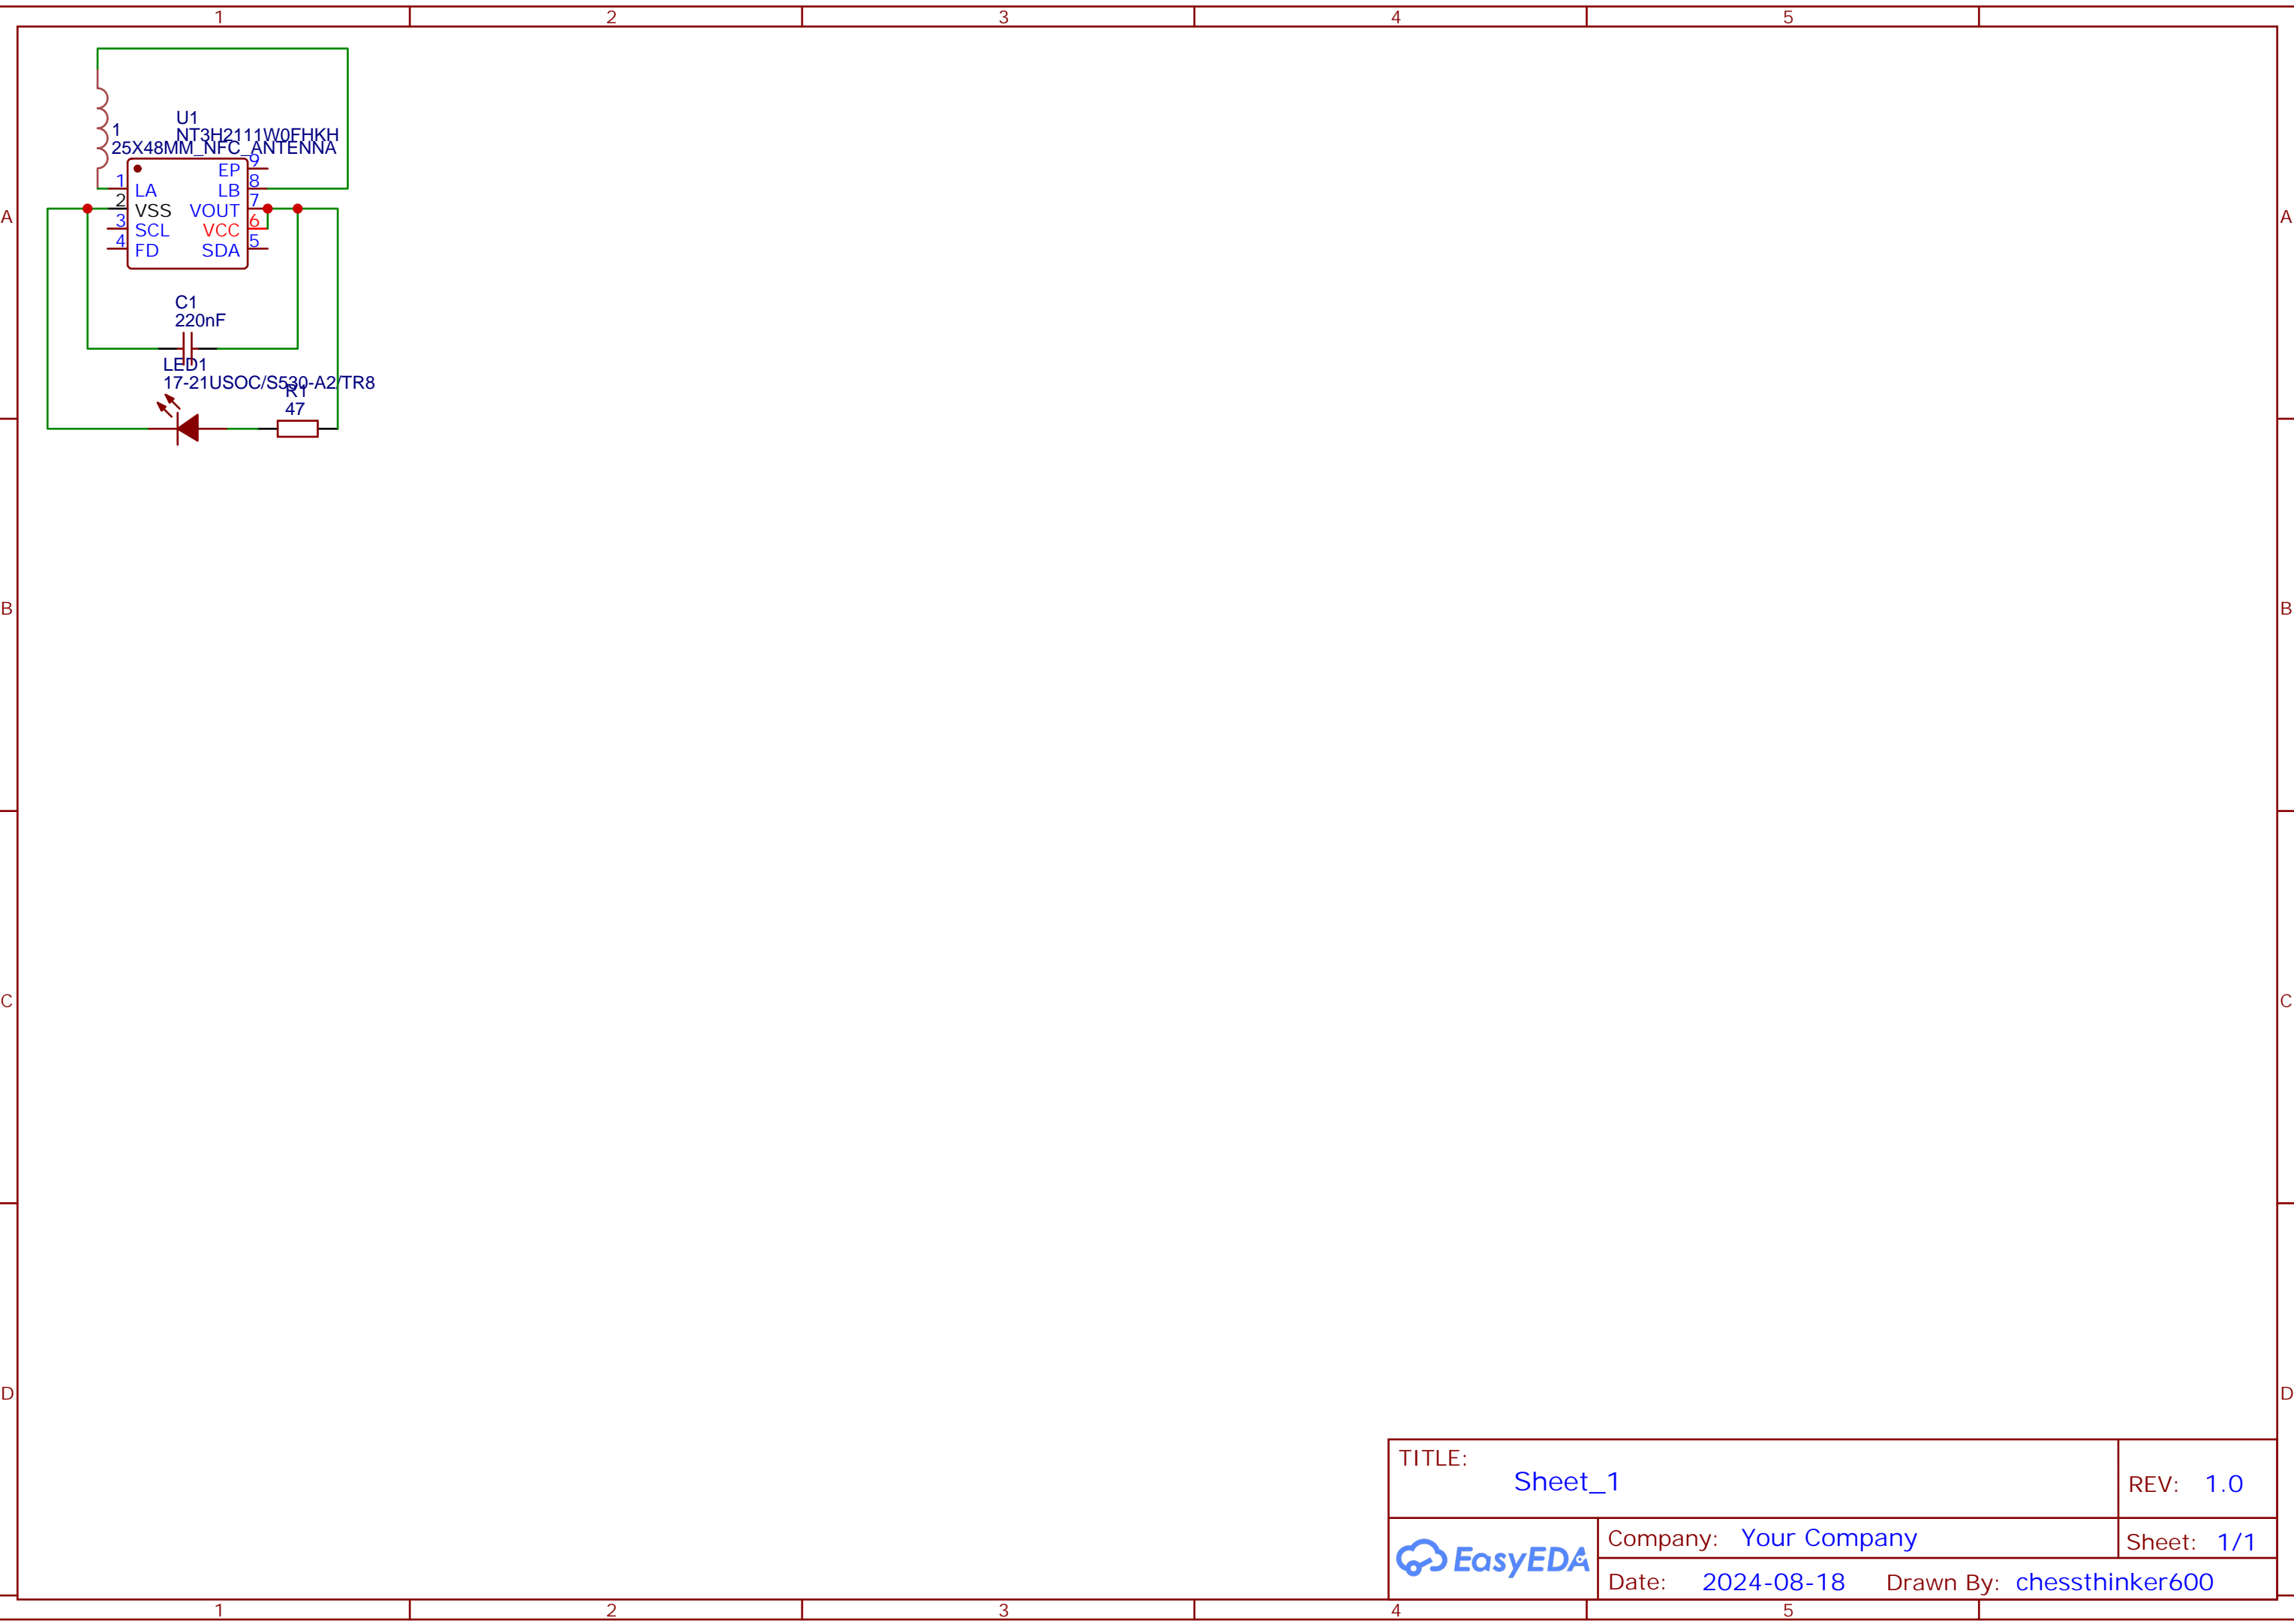 1 2 3 4 5
U1
NT3H2111W0FHKH
1
25X48MM_NFC_ANTENNA
EP 9
1 LA LB 8
2 VSS VOUT 7
3 SCL VCC 6
4 FD SDA 5
A A
C1
220nF
LED1
17-21USOC/S530-A2/TR8
R1
47
B B
C C
D D
TITLE:
Sheet_1
REV: 1.0
EasyEDA
Company: Your Company
Sheet: 1/1
Date: 2024-08-18 Drawn By: chessthinker600
1 2 3 4 5